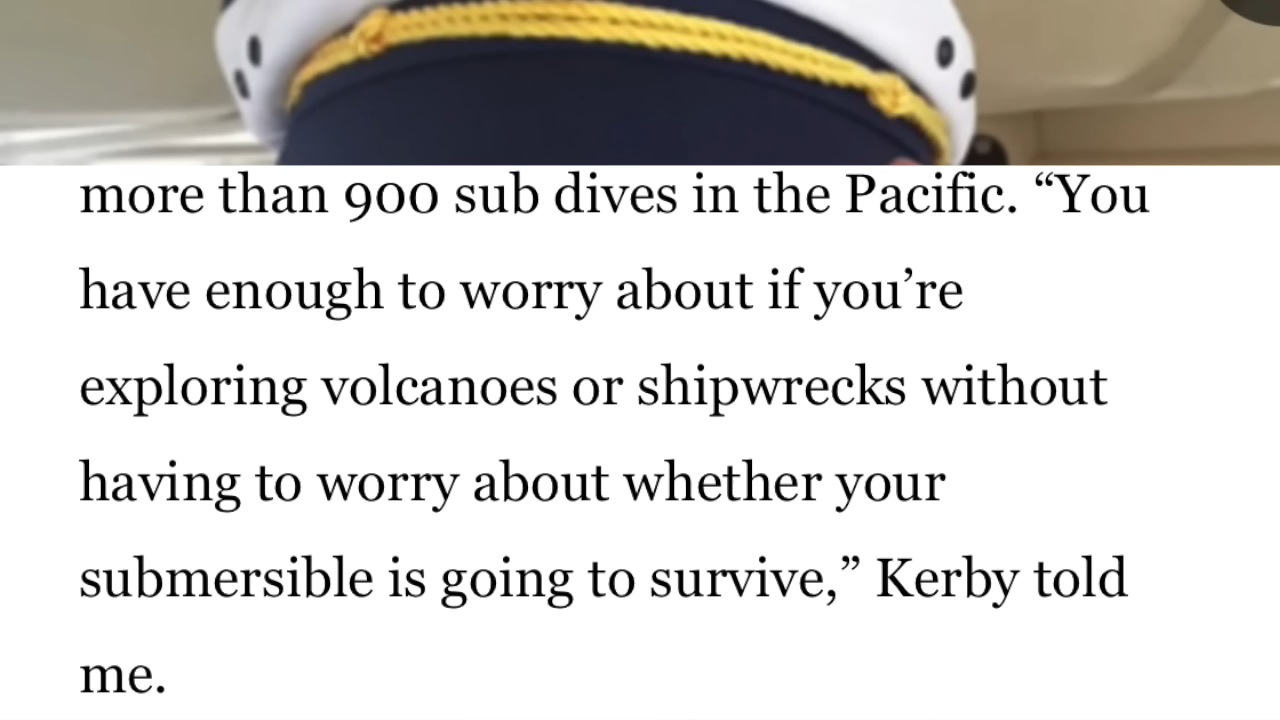 more than 900 sub dives in the Pacific. “You
have enough to worry about if you’re
exploring volcanoes or shipwrecks without
having to worry about whether your
submersible is going to survive,” Kerby told
me.